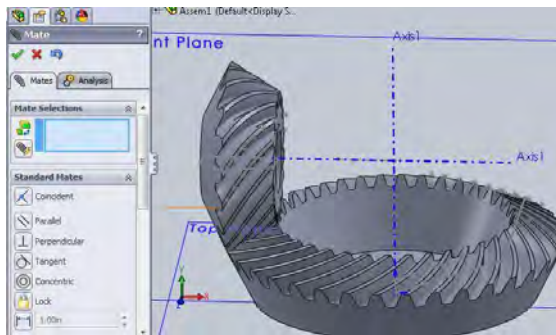 Assem1 (Default<Display S...
Mate
?
Mates
Analysis
Mate Selections
Standard Mates
Coincident
Parallel
Perpendicular
Tangent
Concentric
Lock
1.00in
nt Plane
Axis1
Axis1
Top